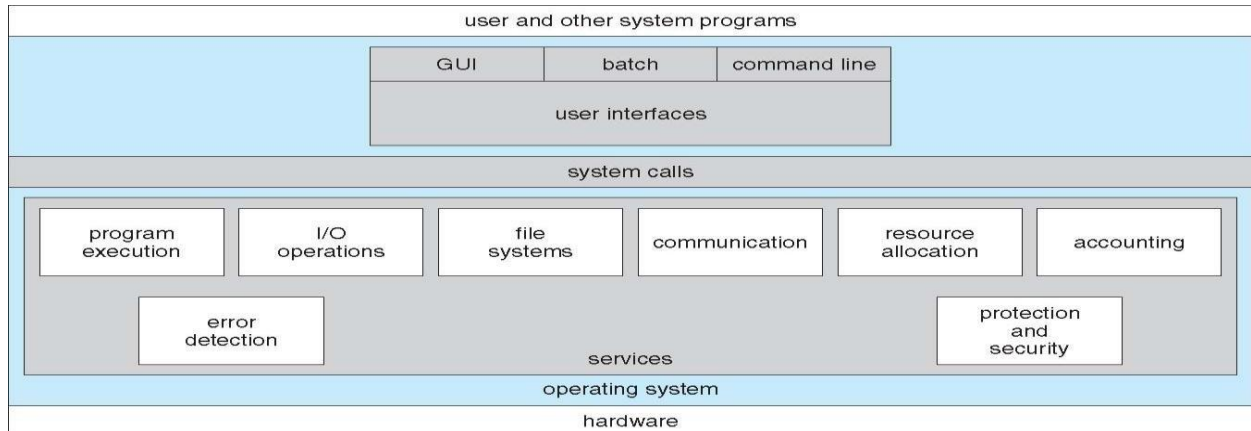 user and other system programs
GUI
batch
command line
user interfaces
system calls
program
execution
I/O
operations
file
systems
communication
resource
allocation
accounting
error
detection
protection
and
security
services
operating system
hardware